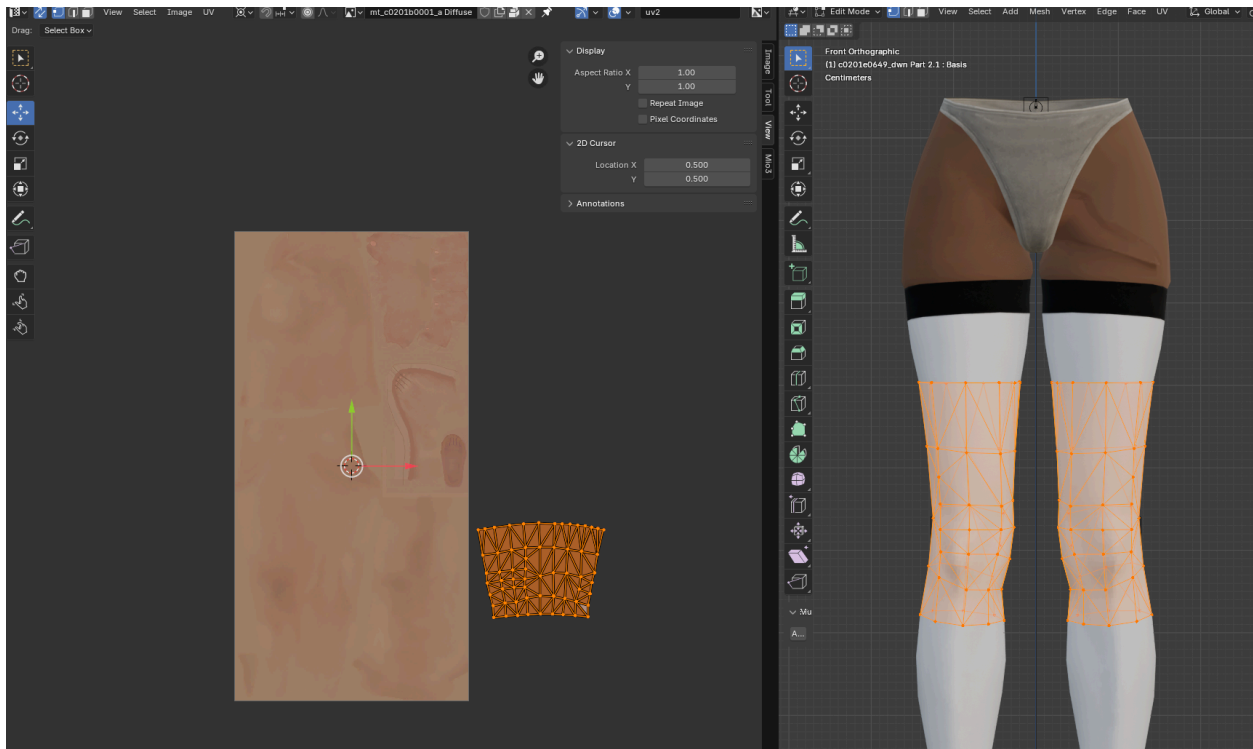 View Select Image UV
mt_c0201b0001_a Diffuse
uv2
Drag: Select Box
Display
Aspect Ratio X 1.00
Y 1.00
Repeat Image
Pixel Coordinates
2D Cursor
Location X 0.500
Y 0.500
Annotations
Image
Tool
View
Mio3
Edit Mode View Select Add Mesh Vertex Edge Face UV Global
Front Orthographic
(1) c0201e0649_dwn Part 2.1 : Basis
Centimeters
Mu
A...